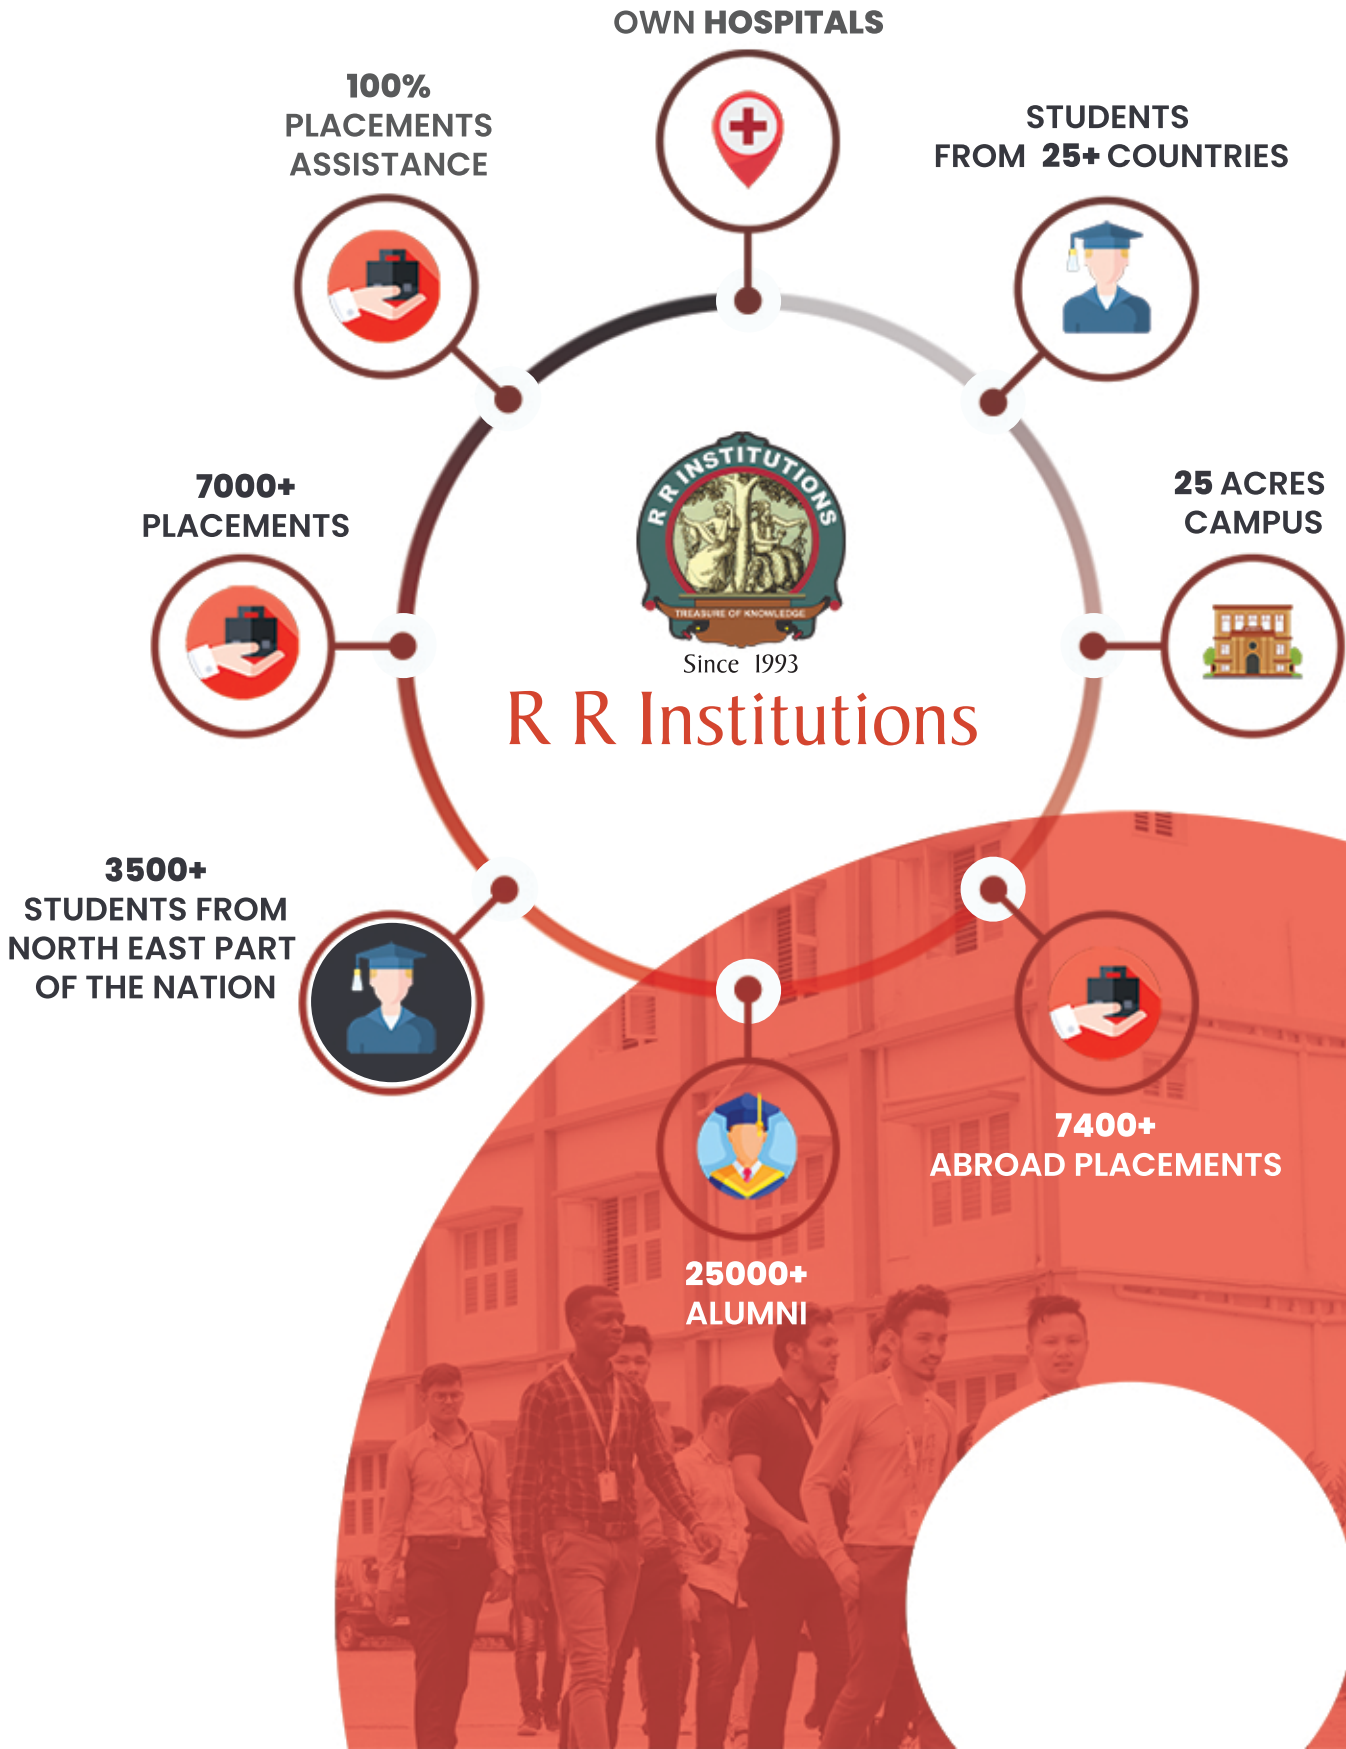 OWN HOSPITALS
100%
PLACEMENTS
ASSISTANCE
STUDENTS
FROM 25+ COUNTRIES
7000+
PLACEMENTS
25 ACRES
CAMPUS
R R INSTITUTIONS
TREASURE OF KNOWLEDGE
Since 1993
R R Institutions
3500+
STUDENTS FROM
NORTH EAST PART
OF THE NATION
7400+
ABROAD PLACEMENTS
25000+
ALUMNI